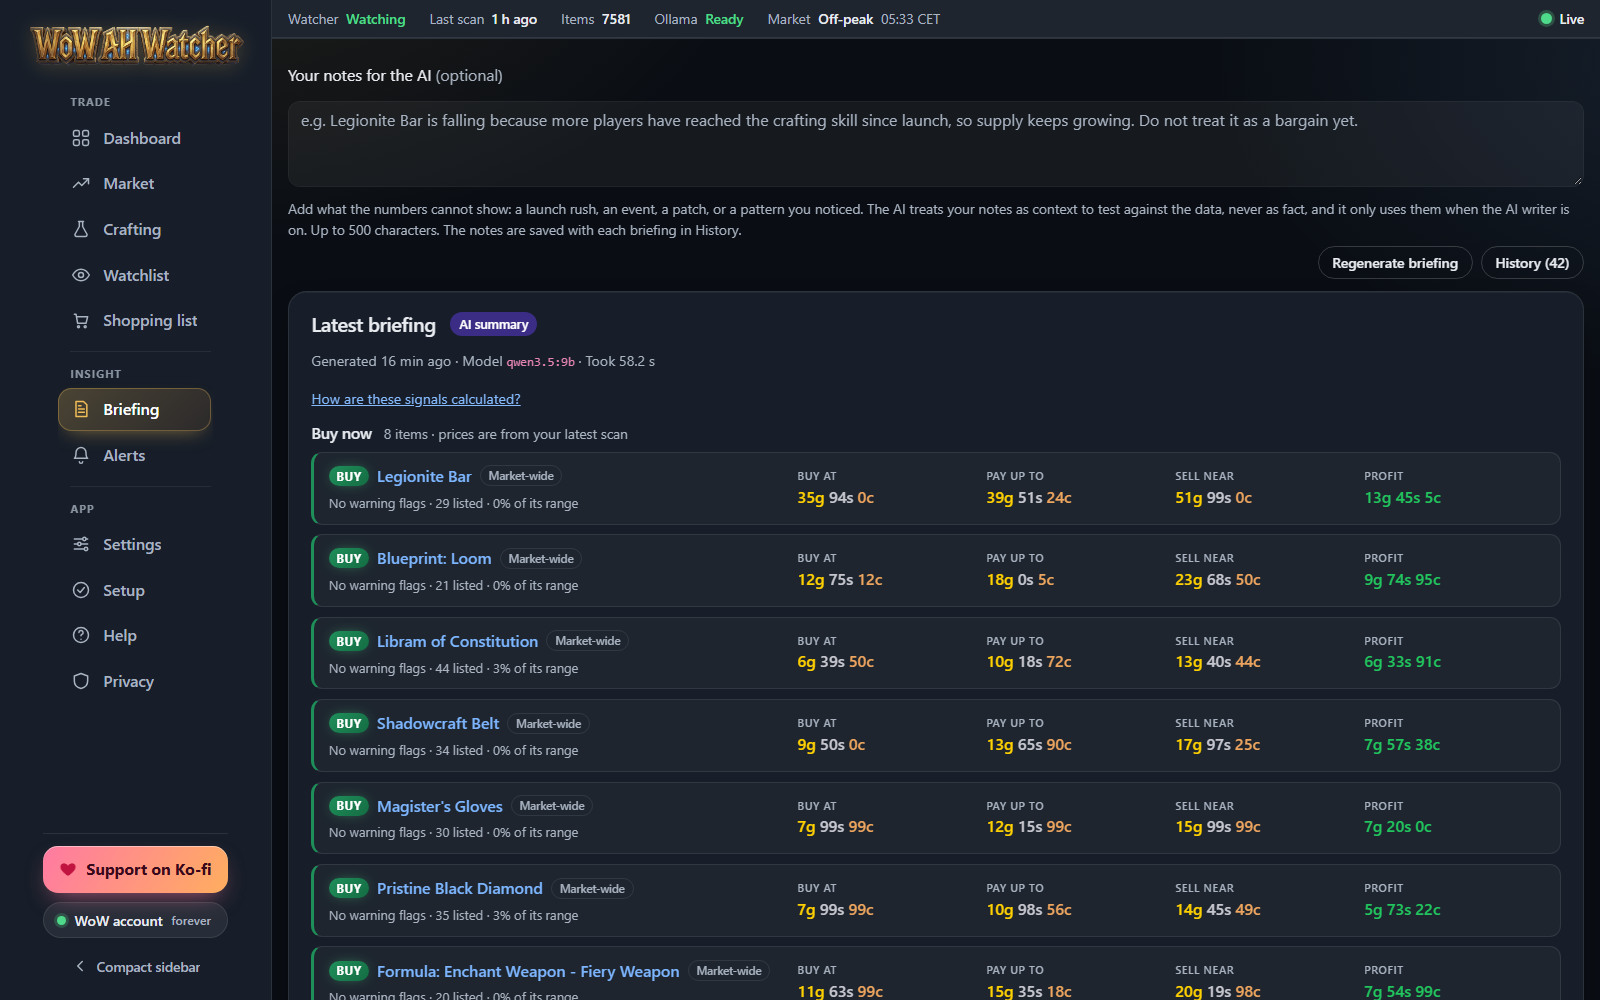 WoW AH Watcher
Watcher Watching Last scan 1 h ago Items 7581 Ollama Ready Market Off-peak 05:33 CET Live
TRADE
Dashboard
Market
Crafting
Watchlist
Shopping list
INSIGHT
Briefing
Alerts
APP
Settings
Setup
Help
Privacy
Support on Ko-fi
WoW account forever
Compact sidebar
Your notes for the AI (optional)
e.g. Legionite Bar is falling because more players have reached the crafting skill since launch, so supply keeps growing. Do not treat it as a bargain yet.
Add what the numbers cannot show: a launch rush, an event, a patch, or a pattern you noticed. The AI treats your notes as context to test against the data, never as fact, and it only uses them when the AI writer is
on. Up to 500 characters. The notes are saved with each briefing in History.
Regenerate briefing History (42)
Latest briefing AI summary
Generated 16 min ago · Model qwen3.5:9b · Took 58.2 s
How are these signals calculated?
Buy now 8 items · prices are from your latest scan
BUY Legionite Bar Market-wide BUY AT PAY UP TO SELL NEAR PROFIT
No warning flags · 29 listed · 0% of its range 35g 94s 0c 39g 51s 24c 51g 99s 0c 13g 45s 5c
BUY Blueprint: Loom Market-wide BUY AT PAY UP TO SELL NEAR PROFIT
No warning flags · 21 listed · 0% of its range 12g 75s 12c 18g 0s 5c 23g 68s 50c 9g 74s 95c
BUY Libram of Constitution Market-wide BUY AT PAY UP TO SELL NEAR PROFIT
No warning flags · 44 listed · 3% of its range 6g 39s 50c 10g 18s 72c 13g 40s 44c 6g 33s 91c
BUY Shadowcraft Belt Market-wide BUY AT PAY UP TO SELL NEAR PROFIT
No warning flags · 34 listed · 0% of its range 9g 50s 0c 13g 65s 90c 17g 97s 25c 7g 57s 38c
BUY Magister's Gloves Market-wide BUY AT PAY UP TO SELL NEAR PROFIT
No warning flags · 30 listed · 0% of its range 7g 99s 99c 12g 15s 99c 15g 99s 99c 7g 20s 0c
BUY Pristine Black Diamond Market-wide BUY AT PAY UP TO SELL NEAR PROFIT
No warning flags · 35 listed · 3% of its range 7g 99s 99c 10g 98s 56c 14g 45s 49c 5g 73s 22c
BUY Formula: Enchant Weapon - Fiery Weapon Market-wide BUY AT PAY UP TO SELL NEAR PROFIT
No warning flags · 20 listed · 0% of its range 11g 63s 99c 15g 35s 18c 20g 19s 98c 7g 54s 99c